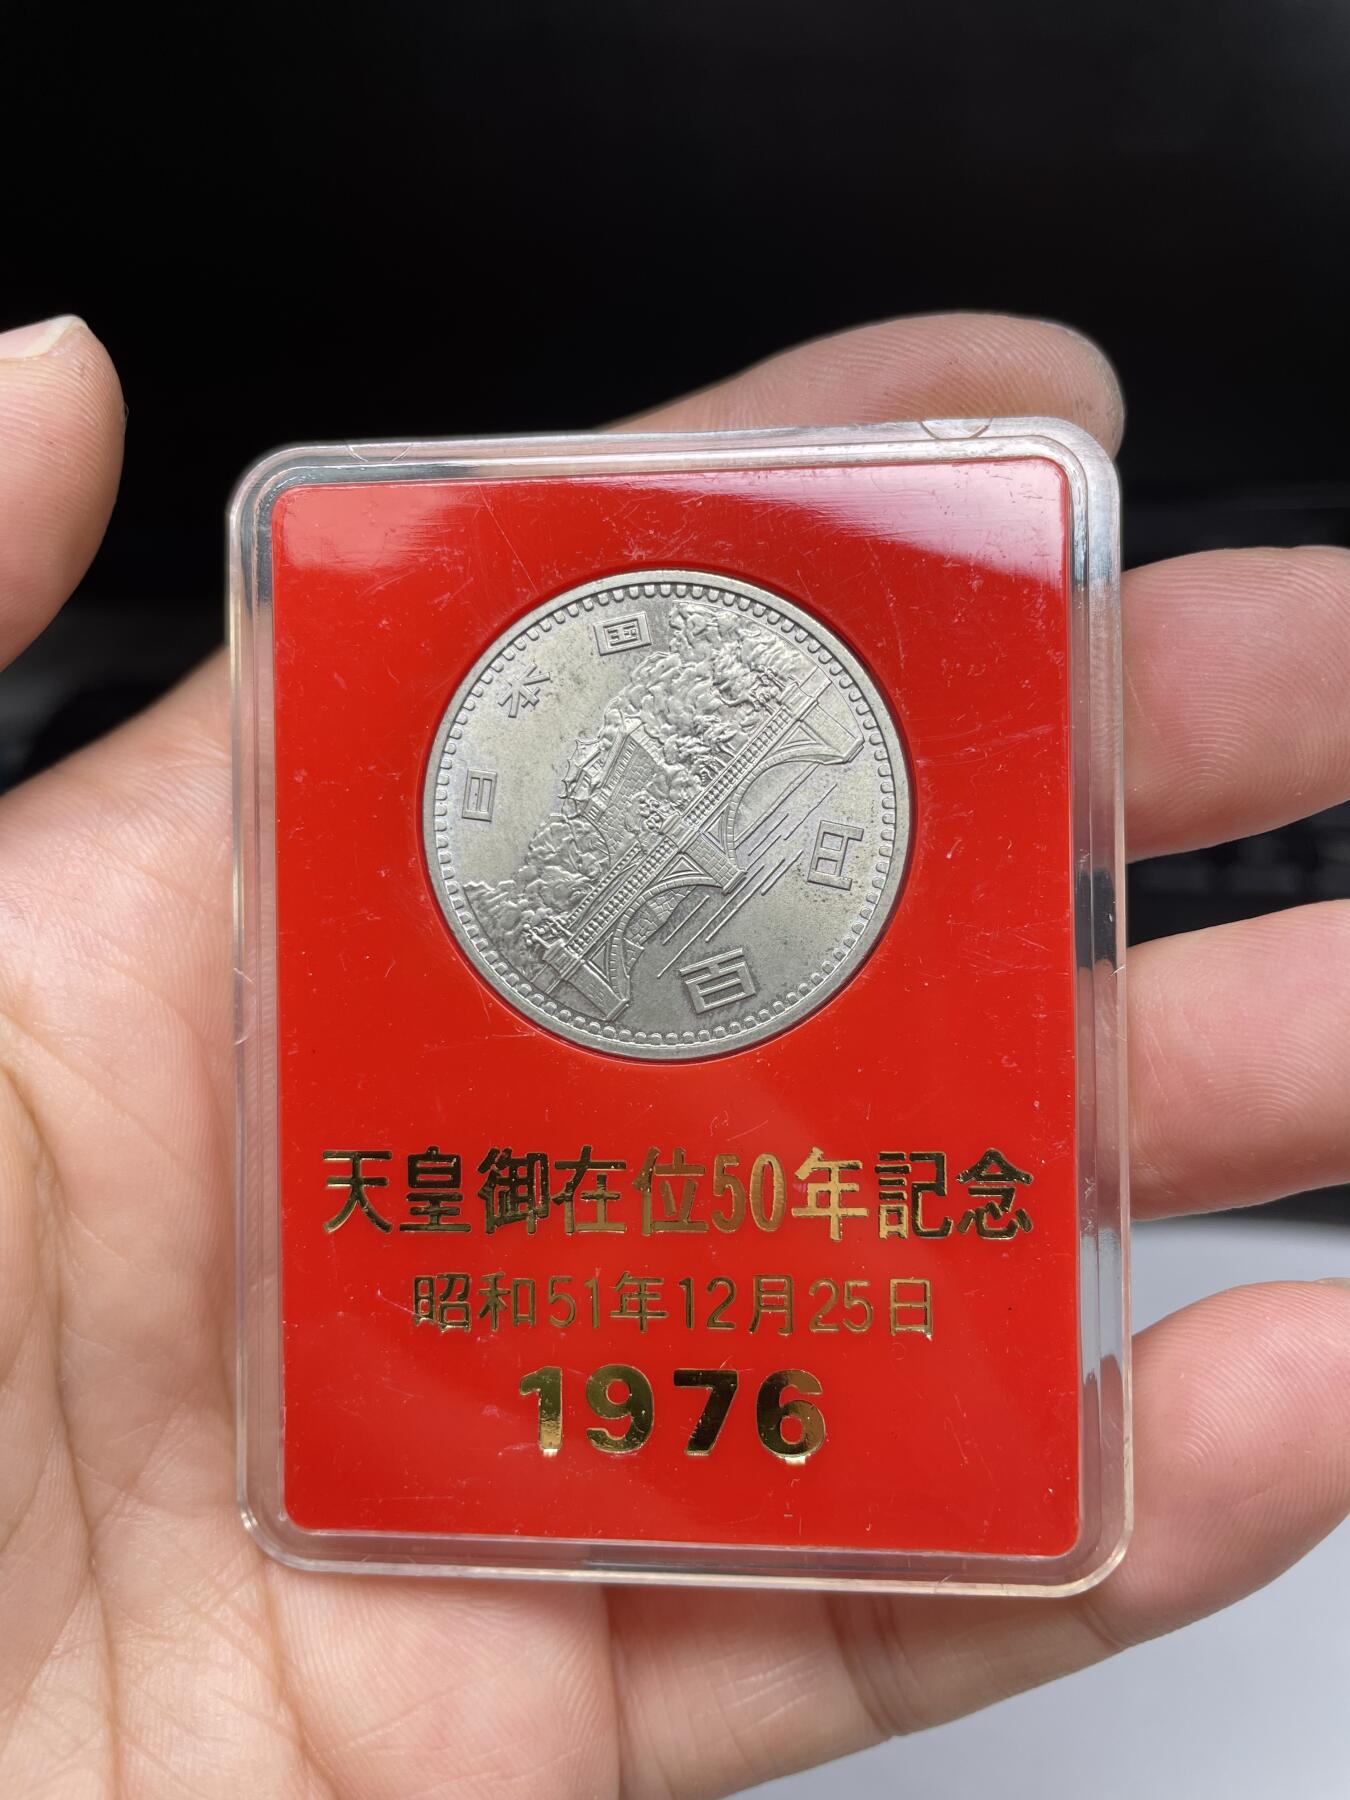 日本国
百円
天皇御在位50年記念
昭和51年12月25日
1976